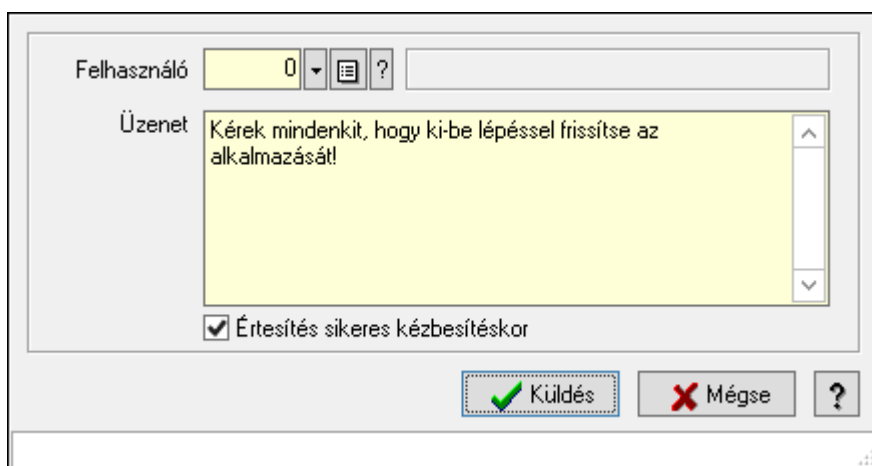 Felhasználó 0 ?
Üzenet Kérek mindenkit, hogy ki-be lépéssel frissítse az
alkalmazását!
Értesítés sikeres kézbesítéskor
Küldés Mégse ?